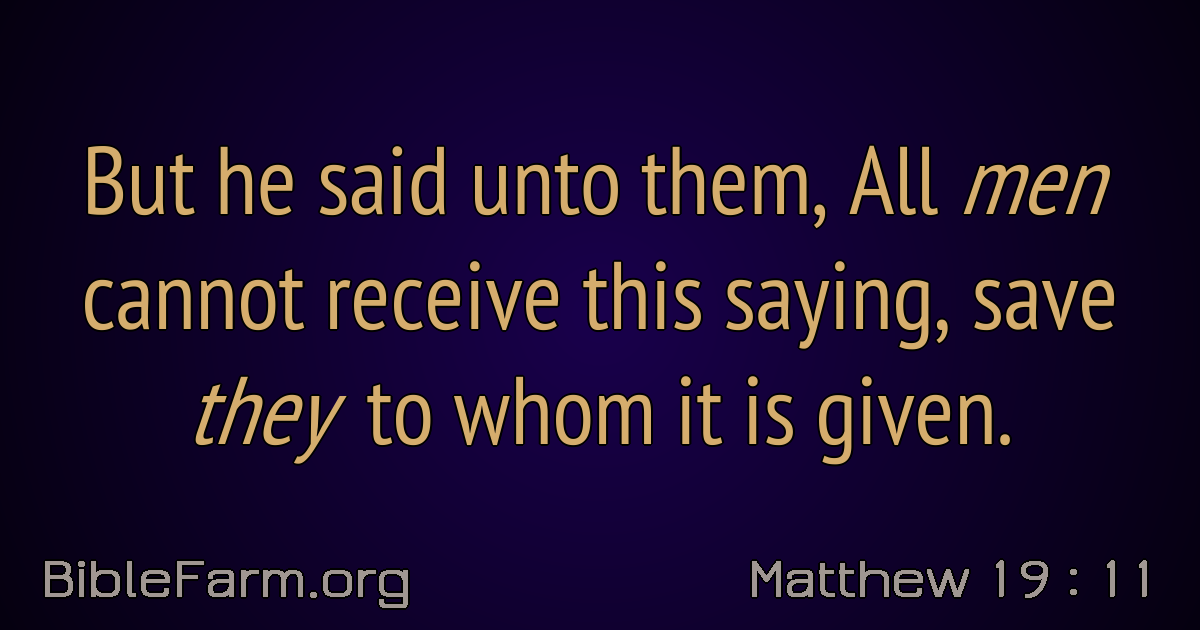 But he said unto them, All men
cannot receive this saying, save
they to whom it is given.
BibleFarm.org
Matthew 19 : 11